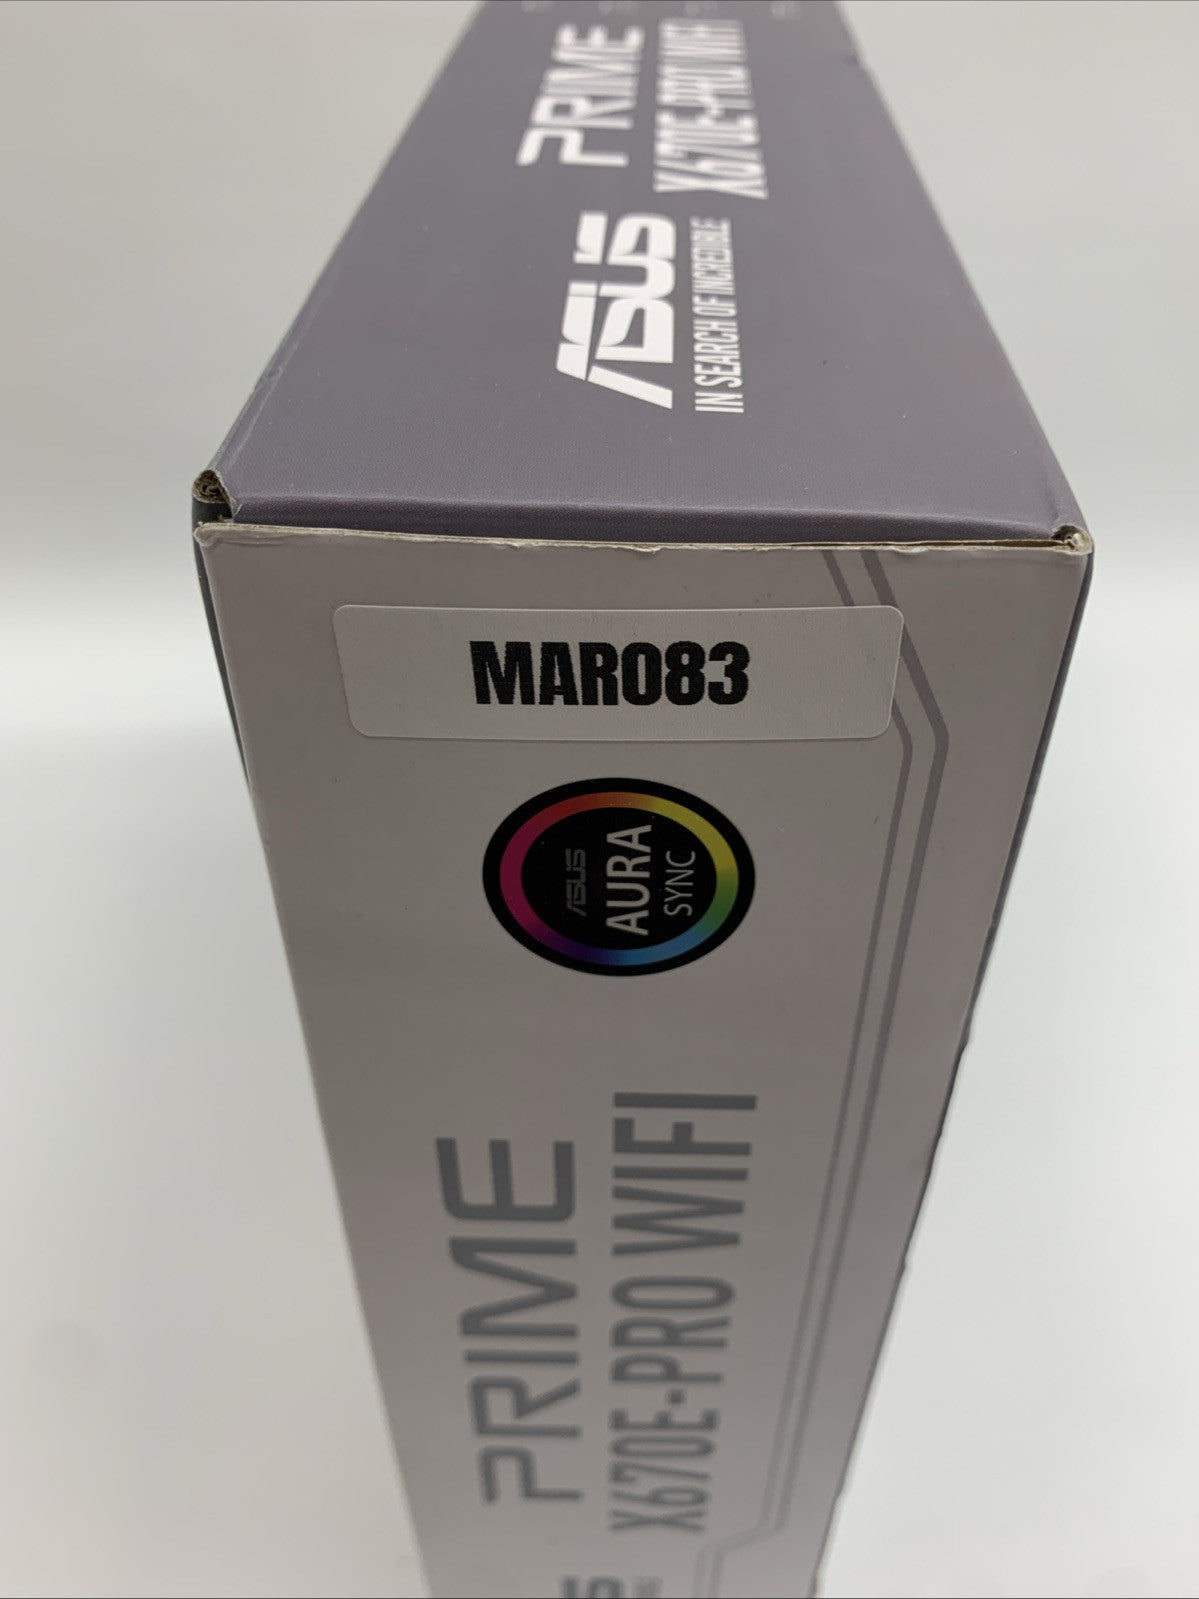 PRIME
X670E-PRO WIFI
ASUS
IN SEARCH OF INCREDIBLE
MAR083
ASUS
AURA
SYNC
PRIME
X670E-PRO WIFI